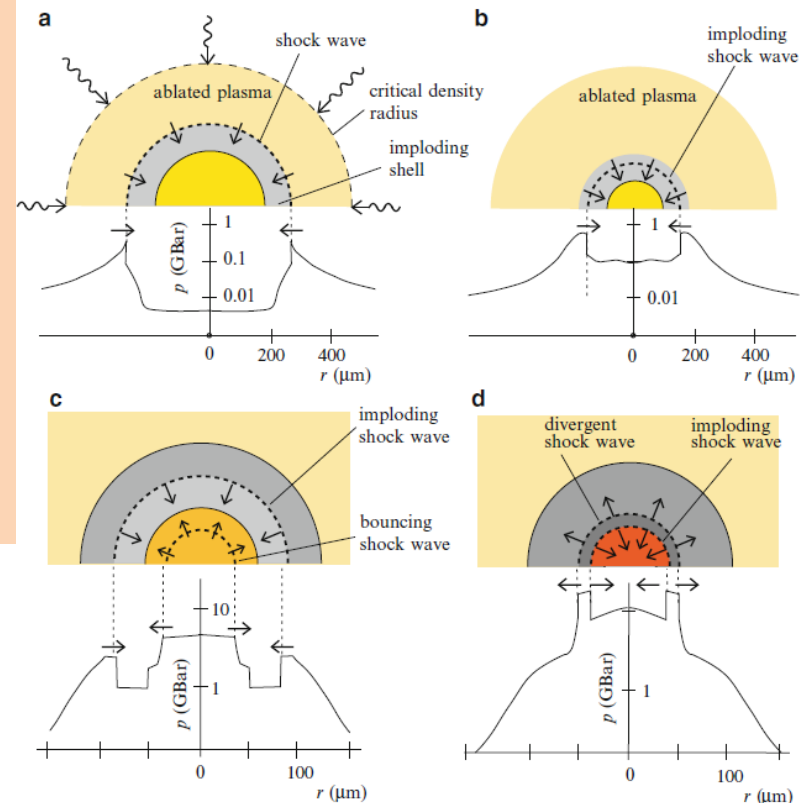 a
shock wave
ablated plasma
critical density
radius
imploding
shell
1
0.1
0.01
p (GBar)
0
200
400
r (μm)
b
imploding
shock wave
ablated plasma
1
0.01
0
200
400
r (μm)
c
imploding
shock wave
bouncing
shock wave
10
1
p (GBar)
0
100
r (μm)
d
divergent
shock wave
imploding
shock wave
1
p (GBar)
0
100
r (μm)